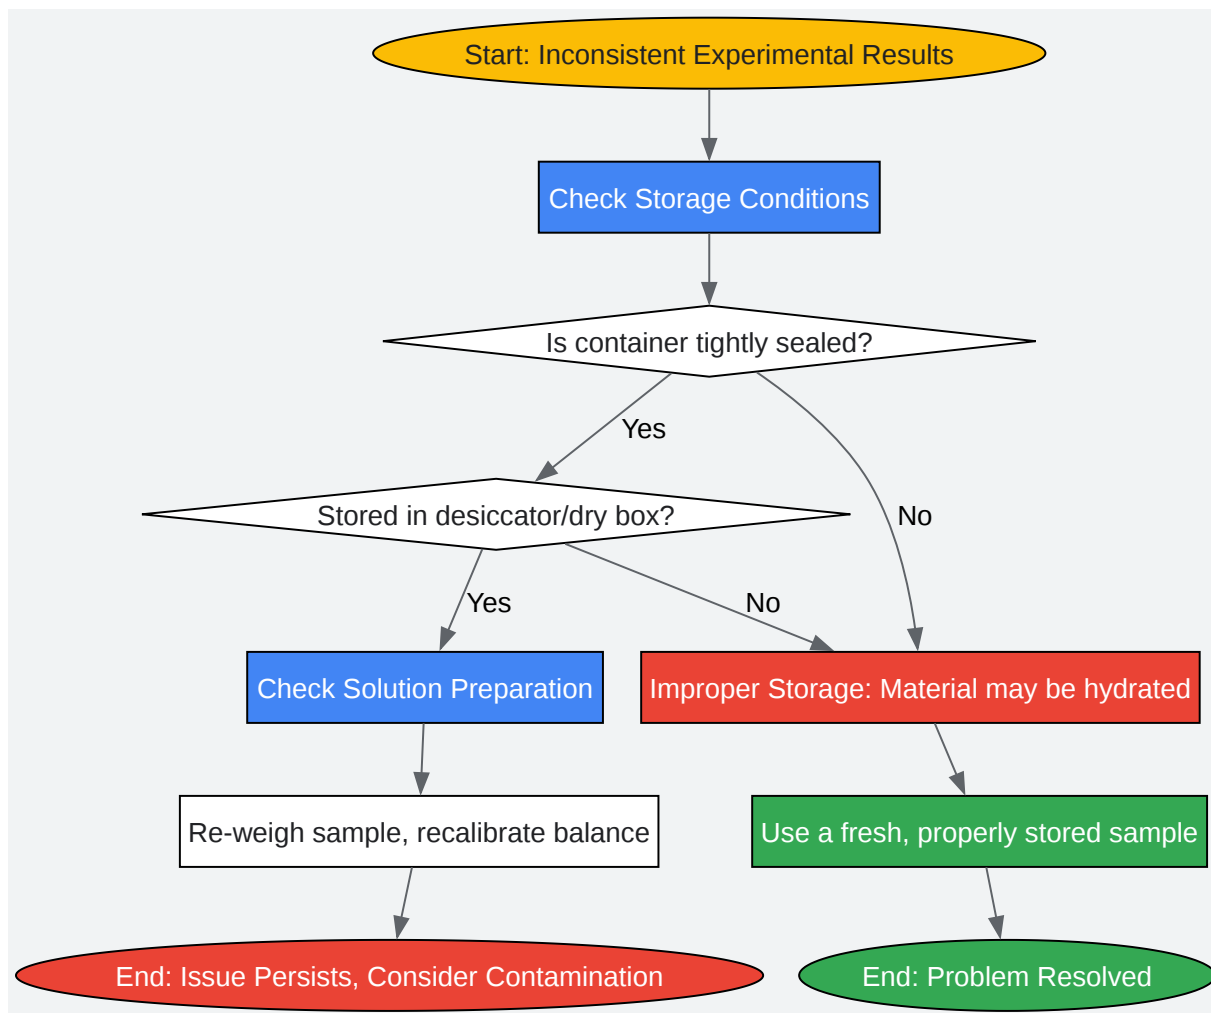 Start: Inconsistent Experimental Results
Check Storage Conditions
Is container tightly sealed?
Yes
Stored in desiccator/dry box?
No
Yes
No
Check Solution Preparation
Improper Storage: Material may be hydrated
Re-weigh sample, recalibrate balance
Use a fresh, properly stored sample
End: Issue Persists, Consider Contamination
End: Problem Resolved